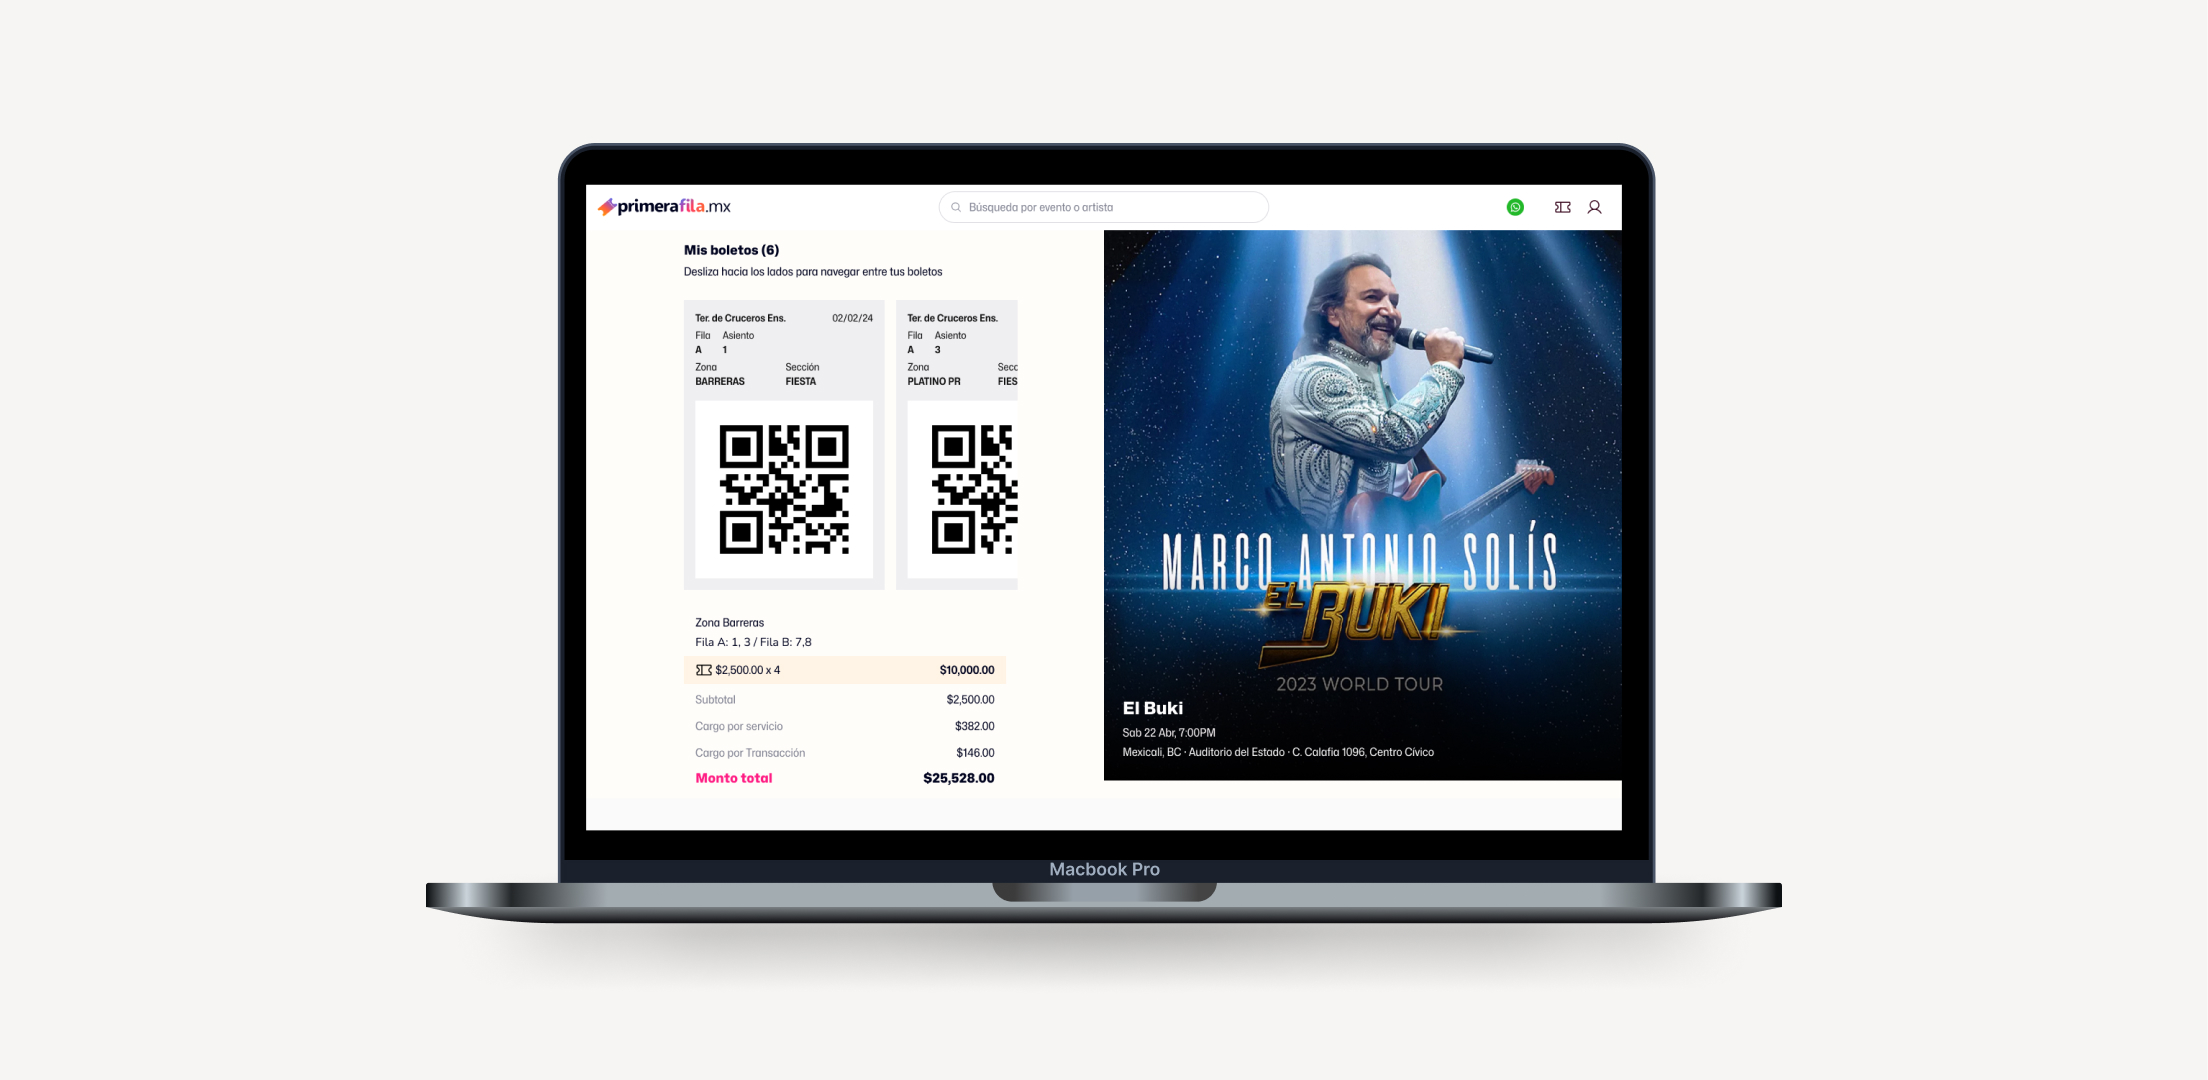 primerafila.mx
Búsqueda por evento o artista
Mis boletos (6)
Desliza hacia los lados para navegar entre tus boletos
Ter. de Cruceros Ens. 02/02/24
Fila Asiento
A 1
Zona Sección
BARRERAS FIESTA
Ter. de Cruceros Ens.
Fila Asiento
A 3
Zona Secc
PLATINO PR FIES
Zona Barreras
Fila A: 1, 3 / Fila B: 7,8
$2,500.00 x 4 $10,000.00
Subtotal $2,500.00
Cargo por servicio $382.00
Cargo por Transacción $146.00
Monto total $25,528.00
MARCO ANTONIO SOLÍS
EL BUKI
2023 WORLD TOUR
El Buki
Sab 22 Abr, 7:00PM
Mexicali, BC · Auditorio del Estado · C. Calafia 1096, Centro Cívico
Macbook Pro